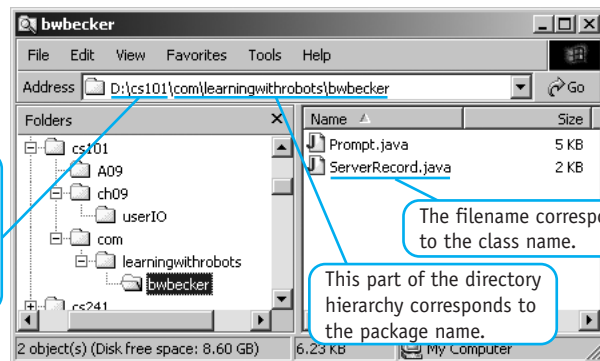 bwbecker
File Edit View Favorites Tools Help
Address D:\cs101\com\learningwithrobots\bwbecker Go
Folders
cs101
A09
ch09
userIO
com
learningwithrobots
bwbecker
cs241
Name Size
Prompt.java 5 KB
ServerRecord.java 2 KB
The filename correspo
to the class name.
This part of the directory
hierarchy corresponds to
the package name.
2 object(s) (Disk free space: 8.60 GB) 6.23 KB My Computer